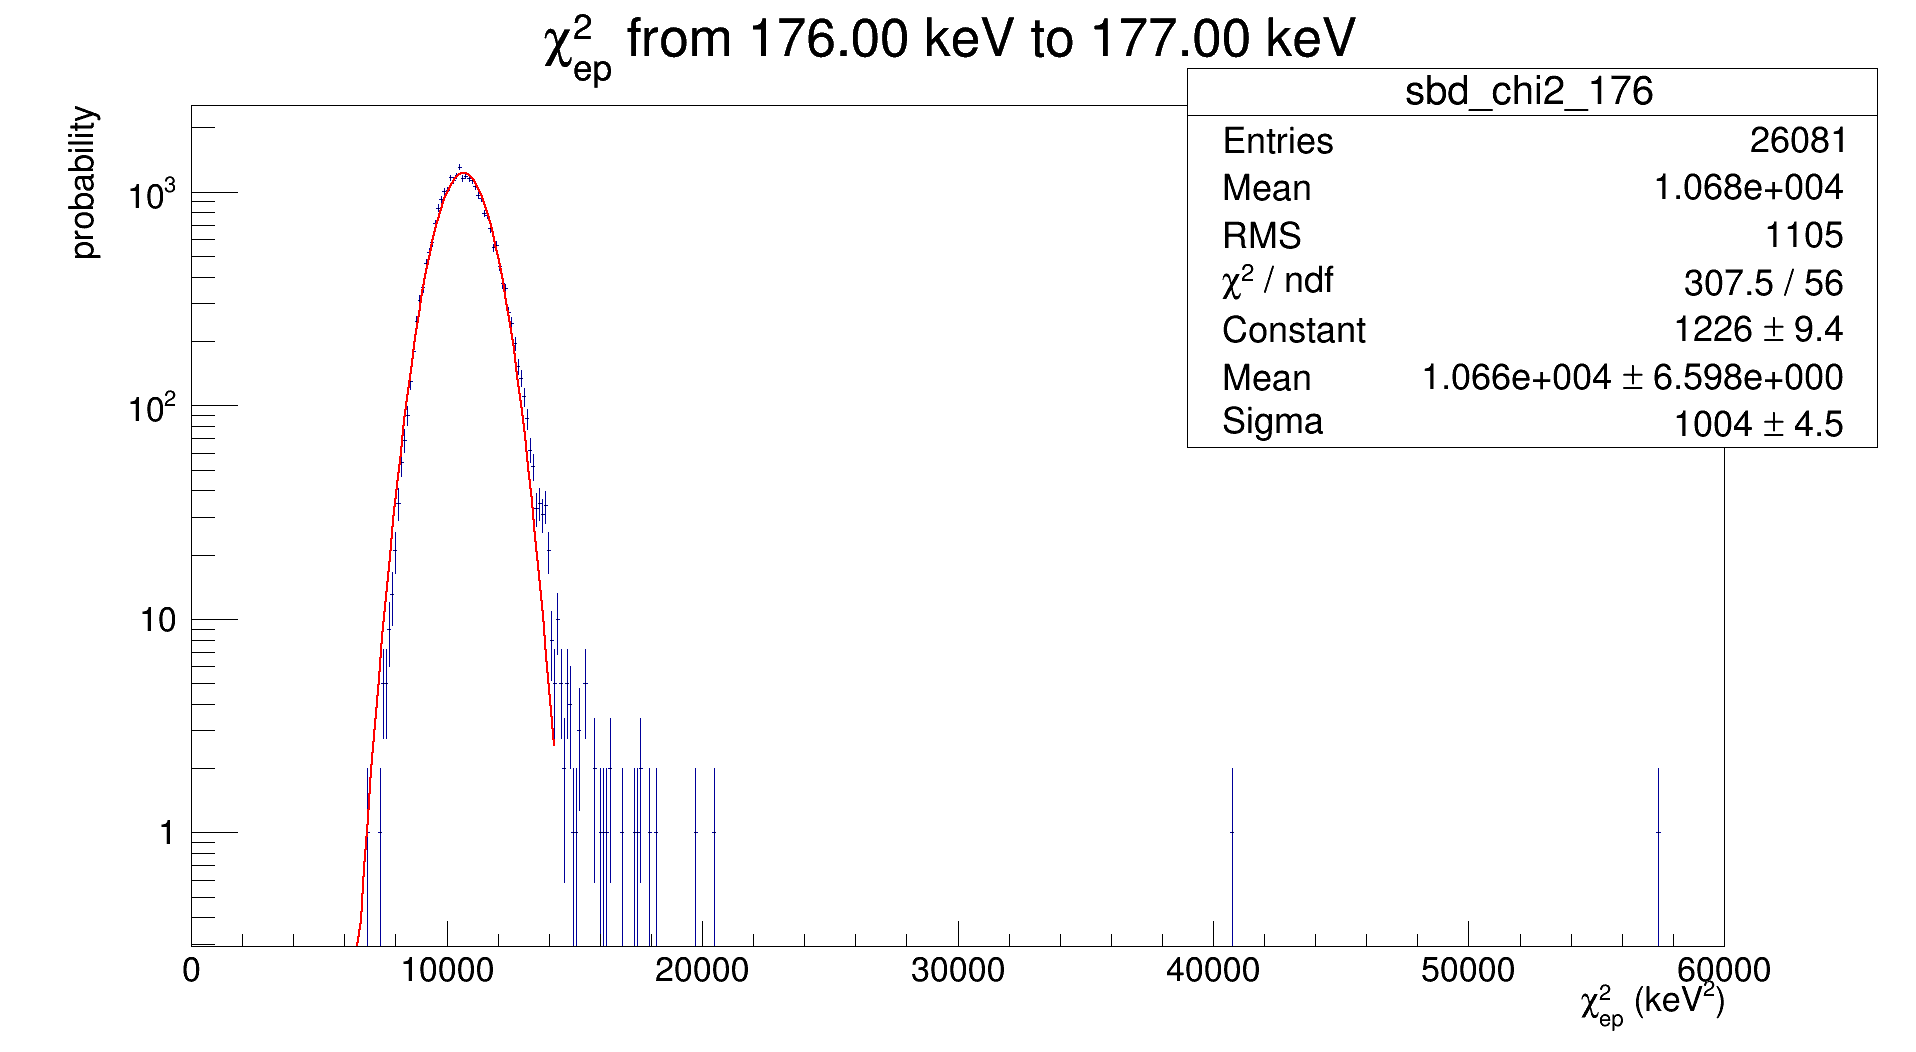 χ²ep from 176.00 keV to 177.00 keV
sbd_chi2_176
Entries 26081
Mean 1.068e+004
RMS 1105
χ² / ndf 307.5 / 56
Constant 1226 ± 9.4
Mean 1.066e+004 ± 6.598e+000
Sigma 1004 ± 4.5
probability
10³
10²
10
1
0 10000 20000 30000 40000 50000 60000
χ²ep (keV²)